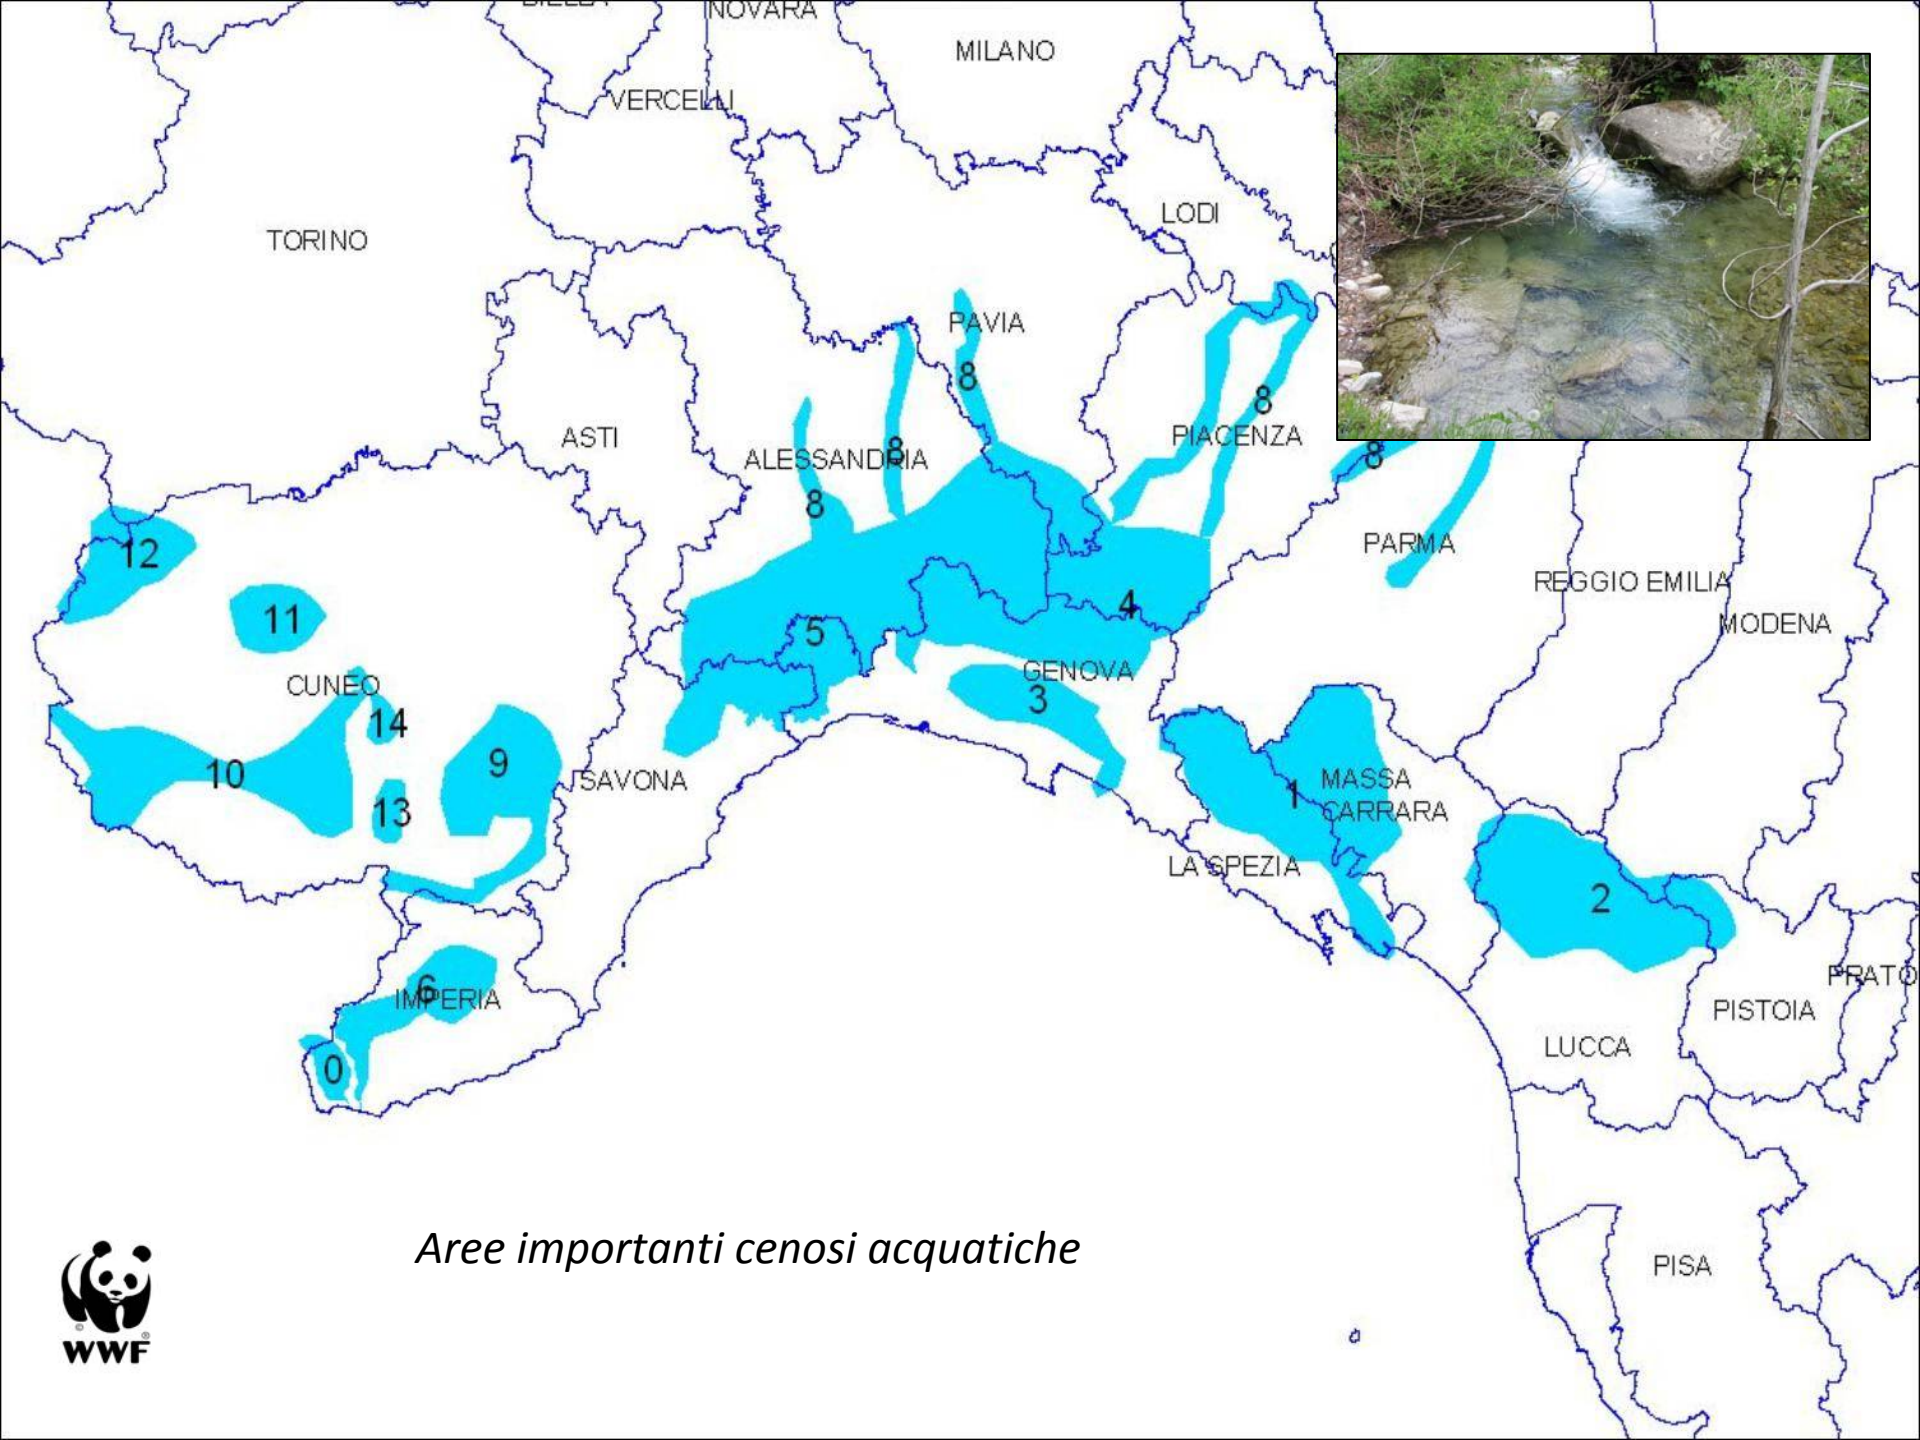 BIELLA
NOVARA
MILANO
VERCELLI
LODI
TORINO
PAVIA
8
8
PIACENZA
ASTI
ALESSANDRIA
8
8
8
12
PARMA
4
REGGIO EMILIA
11
5
MODENA
GENOVA
3
CUNEO
14
9
10
SAVONA
13
1
MASSA
CARRARA
LA SPEZIA
2
6
IMPERIA
PRATO
PISTOIA
LUCCA
0
Aree importanti cenosi acquatiche
PISA
©
®
WWF